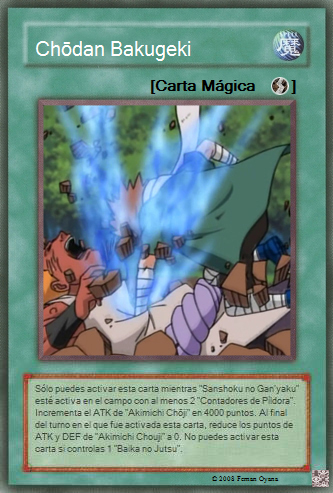 Chōdan Bakugeki
魔
[Carta Mágica ]
Sólo puedes activar esta carta mientras "Sanshoku no Gan'yaku"
esté activa en el campo con al menos 2 "Contadores de Píldora".
Incrementa el ATK de "Akimichi Chōji" en 4000 puntos. Al final
del turno en el que fue activada esta carta, reduce los puntos de
ATK y DEF de "Akimichi Chouji" a 0. No puedes activar esta
carta si controlas 1 "Baika no Jutsu".
© 2008 Fernan Oyana